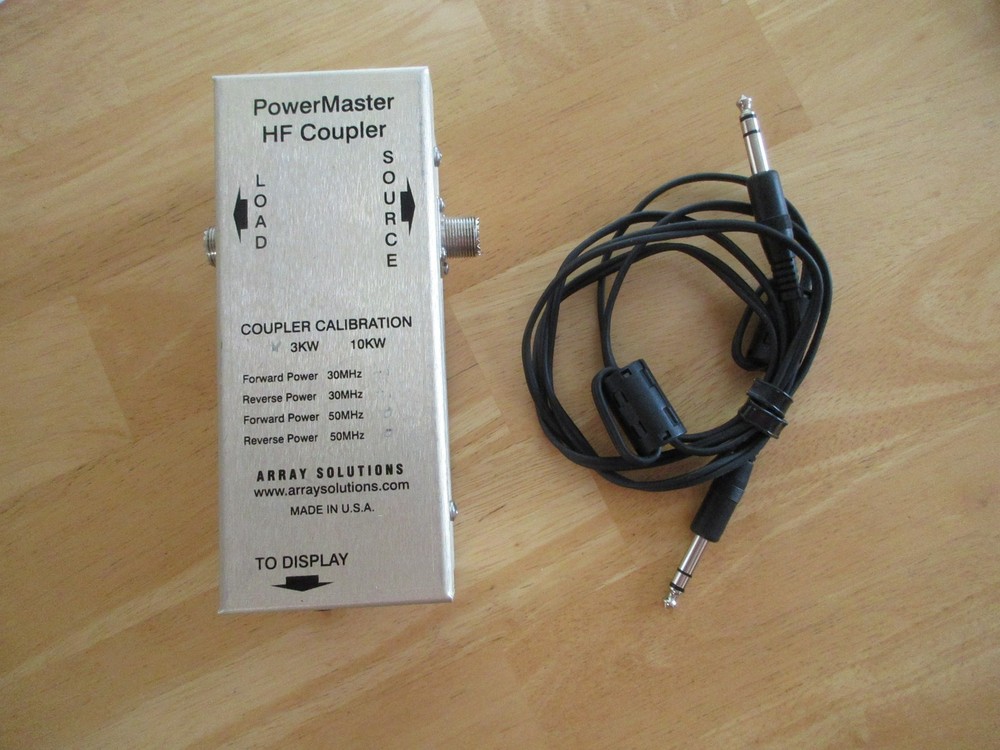 PowerMaster
HF Coupler
LOAD
SOURCE
COUPLER CALIBRATION
3KW 10KW
Forward Power 30MHz
Reverse Power 30MHz
Forward Power 50MHz
Reverse Power 50MHz
ARRAY SOLUTIONS
www.arraysolutions.com
MADE IN U.S.A.
TO DISPLAY